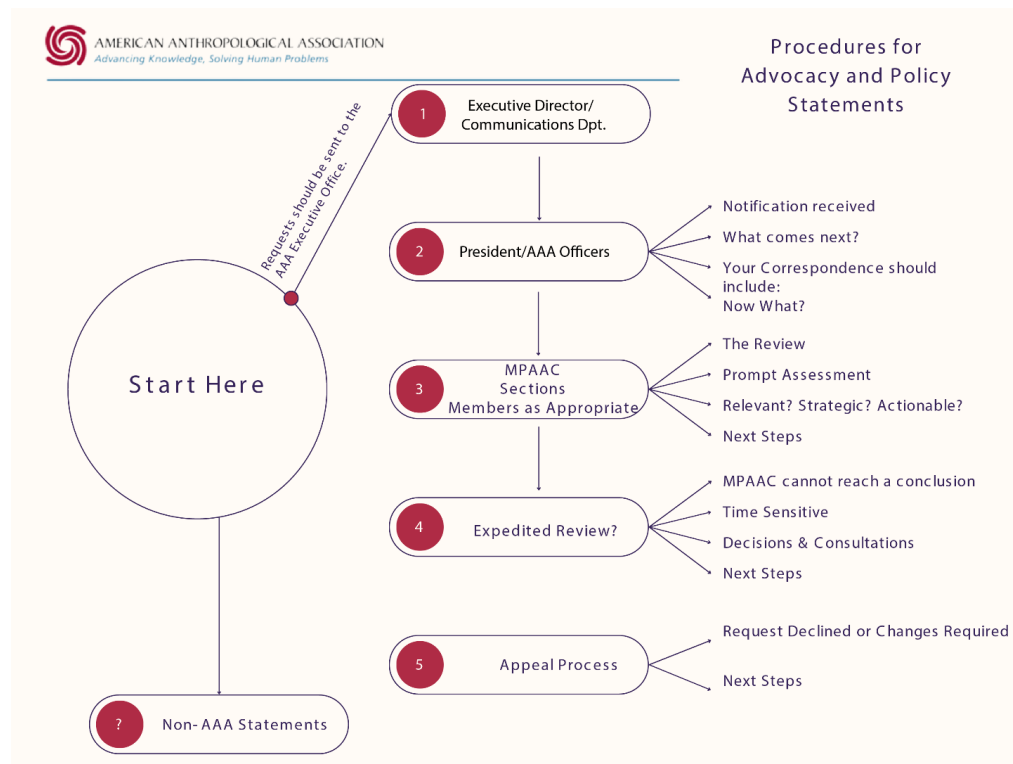 AMERICAN ANTHROPOLOGICAL ASSOCIATION
Advancing Knowledge, Solving Human Problems
Procedures for
Advocacy and Policy
Statements
Start Here
Requests should be sent to the
AAA Executive Office.
1
Executive Director/
Communications Dpt.
2
President/AAA Officers
Notification received
What comes next?
Your Correspondence should
include:
Now What?
3
MPAAC
Sections
Members as Appropriate
The Review
Prompt Assessment
Relevant? Strategic? Actionable?
Next Steps
4
Expedited Review?
MPAAC cannot reach a conclusion
Time Sensitive
Decisions & Consultations
Next Steps
5
Appeal Process
Request Declined or Changes Required
Next Steps
?
Non-AAA Statements